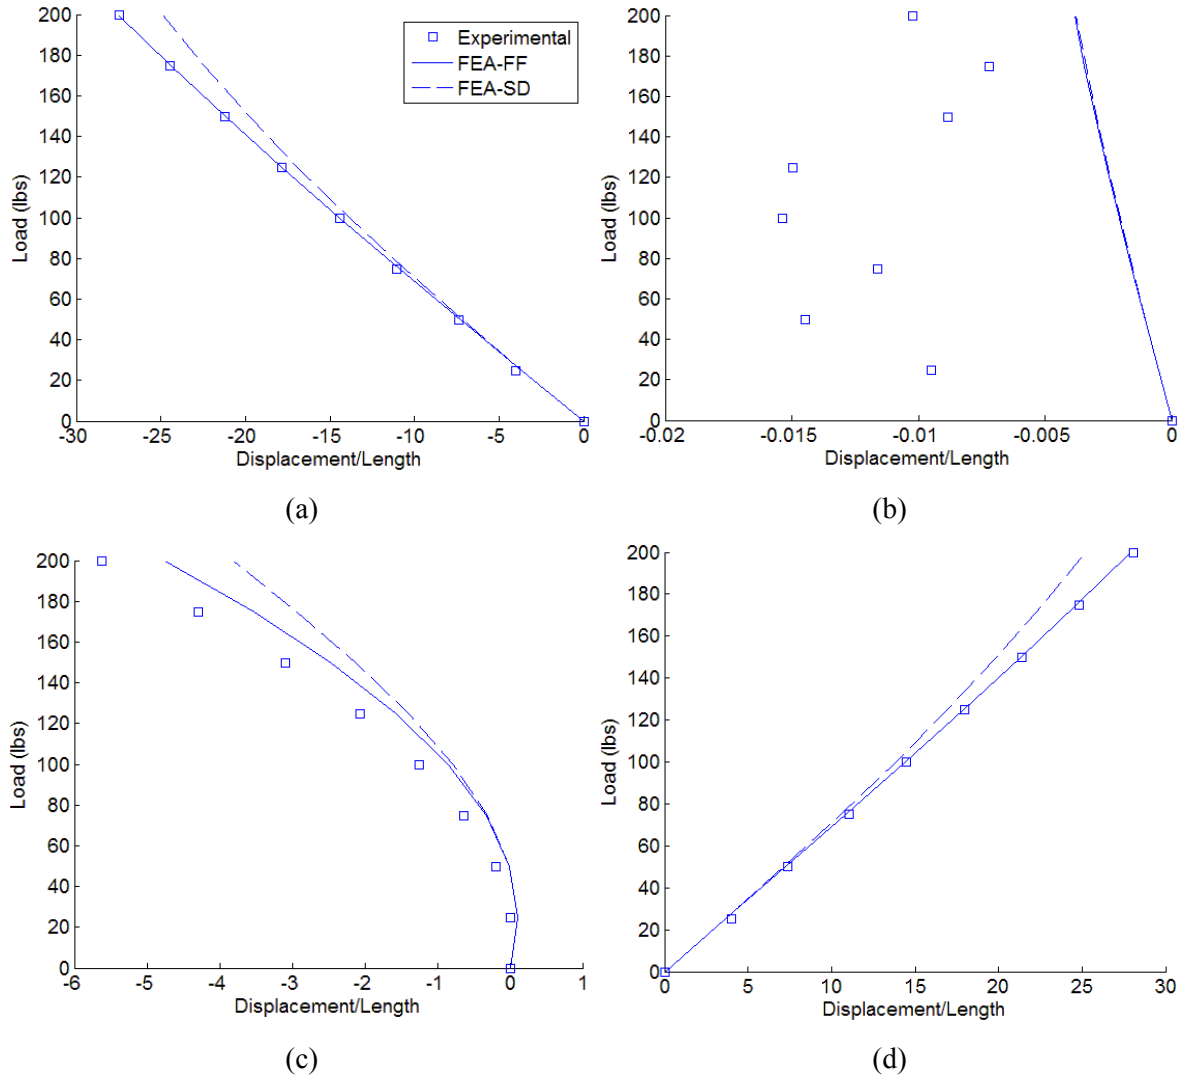 200
180
160
140
120
100
80
60
40
20
0
Load (lbs)
-30 -25 -20 -15 -10 -5 0
Displacement/Length
Experimental
FEA-FF
FEA-SD
(a)
200
180
160
140
120
100
80
60
40
20
0
Load (lbs)
-0.02 -0.015 -0.01 -0.005 0
Displacement/Length
(b)
200
180
160
140
120
100
80
60
40
20
0
Load (lbs)
-6 -5 -4 -3 -2 -1 0 1
Displacement/Length
(c)
200
180
160
140
120
100
80
60
40
20
0
Load (lbs)
0 5 10 15 20 25 30
Displacement/Length
(d)